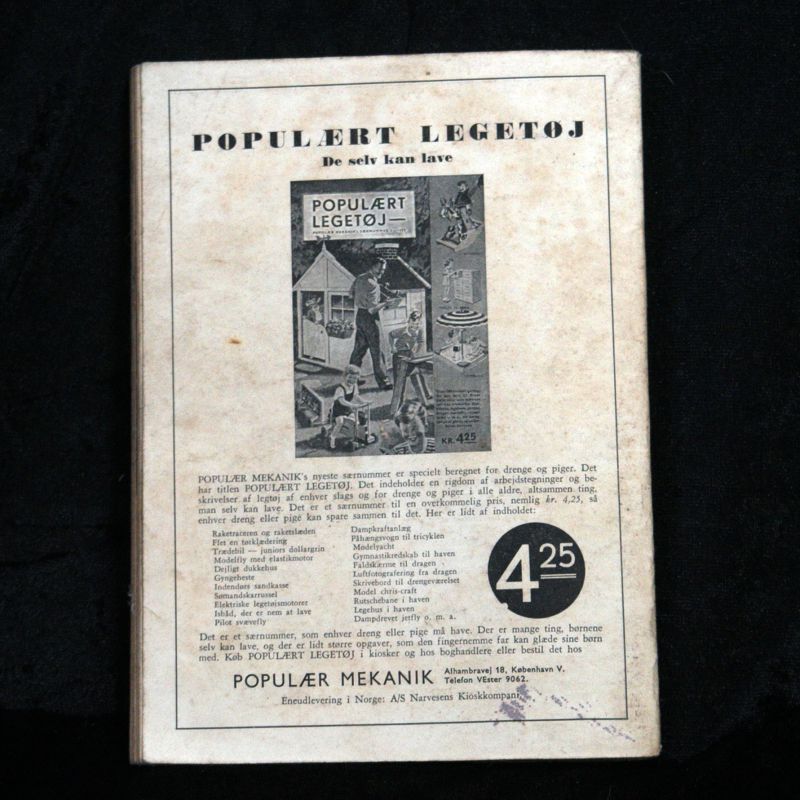 POPULÆRT LEGETØJ
De selv kan lave
POPULÆRT
LEGETØJ—
KR. 4.25
POPULÆR MEKANIK's nyeste særnummer er specielt beregnet for drenge og piger. Det
har titlen POPULÆRT LEGETØJ. Det indeholder en rigdom af arbejdstegninger og be-
skrivelser af legtøj af enhver slags og for drenge og piger i alle aldre, altsammen ting,
man selv kan lave. Det er et særnummer til en overkommelig pris, nemlig kr. 4,25, så
enhver dreng eller pige kan spare sammen til det. Her er lidt af indholdet:
Raketraceren og raketslæden
Flet en tørklædering
Trædebil — juniors dollargrin
Modelfly med elastikmotor
Dejligt dukkehus
Gyngeheste
Indendørs sandkasse
Sømandskarrussel
Elektriske legetøjsmotorer
Isbåd, der er nem at lave
Pilot svævefly
Dampkraftanlæg
Påhængsvogn til tricyklen
Modelyacht
Gymnastikredskab til haven
Faldskærme til dragen
Luftfotografering fra dragen
Skrivebord til drengeværelset
Model chris-craft
Rutschebane i haven
Legehus i haven
Dampdrevet jetfly o. m. a.
4 25
Det er et særnummer, som enhver dreng eller pige må have. Der er mange ting, børnene
selv kan lave, og der er lidt større opgaver, som den fingernemme far kan glæde sine børn
med. Køb POPULÆRT LEGETØJ i kiosker og hos boghandlere eller bestil det hos
POPULÆR MEKANIK Alhambravej 18, København V.
Telefon VEster 9062.
Eneudlevering i Norge: A/S Narvesens Kioskkompani.